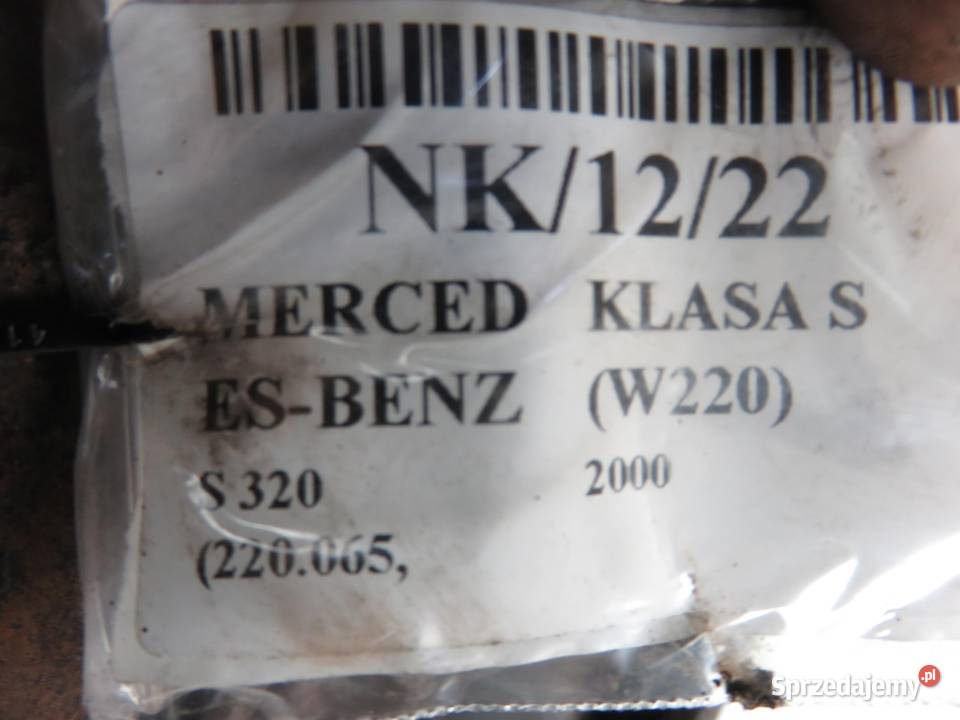 NK/12/22
MERCED KLASA S
ES-BENZ (W220)
S 320 2000
(220.065,
Sprzedajemy.pl